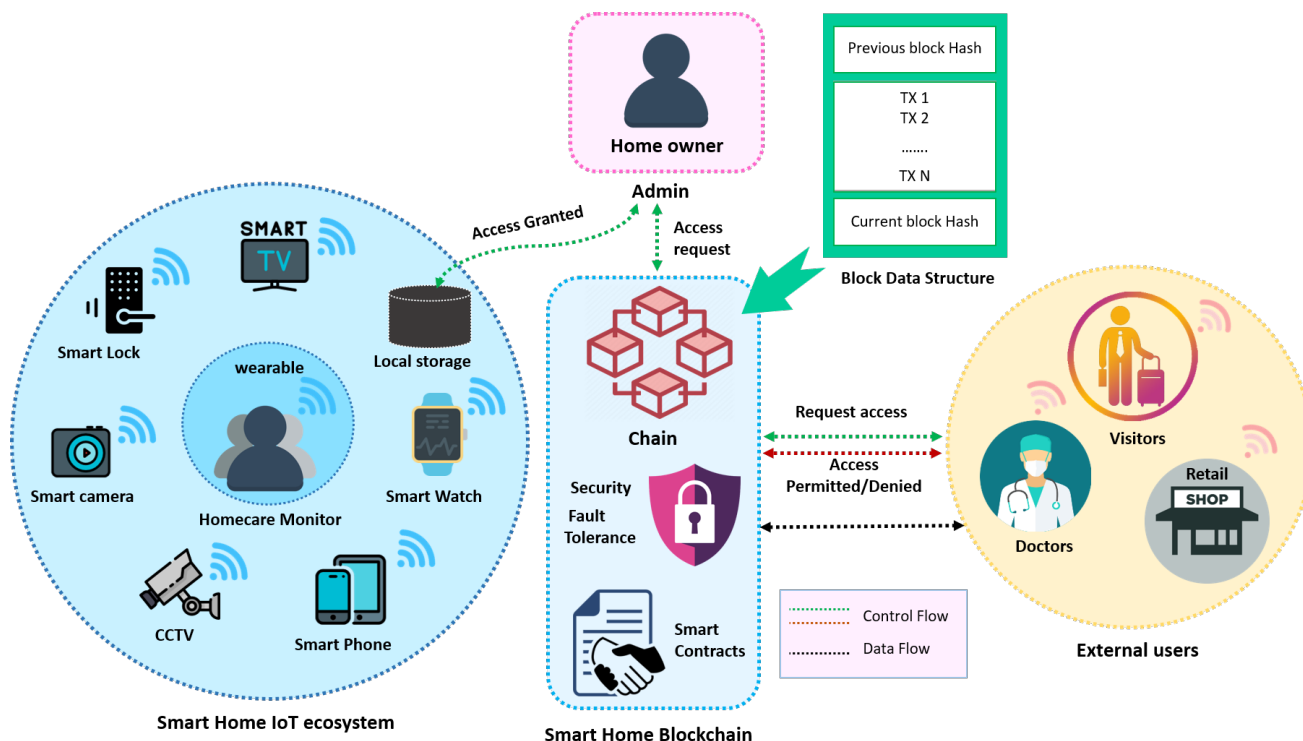 Previous block Hash
TX 1
TX 2
.......
TX N
Current block Hash
Block Data Structure
Home owner
Admin
Access Granted
Access
request
SMART
TV
Smart Lock
Local storage
wearable
Smart camera
Smart Watch
Homecare Monitor
CCTV
Smart Phone
Smart Home IoT ecosystem
Chain
Security
Fault
Tolerance
Smart
Contracts
Smart Home Blockchain
Request access
Access
Permitted/Denied
Control Flow
Data Flow
Visitors
Doctors
Retail
SHOP
External users